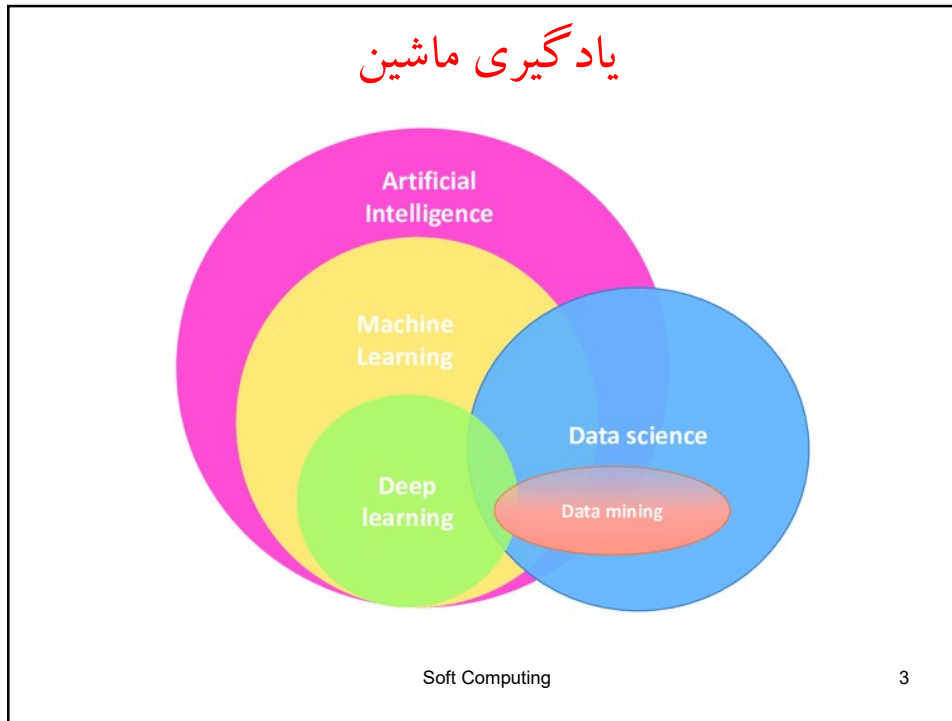 یادگیری ماشین
Artificial
Intelligence
Machine
Learning
Data science
Deep
learning
Data mining
Soft Computing
3